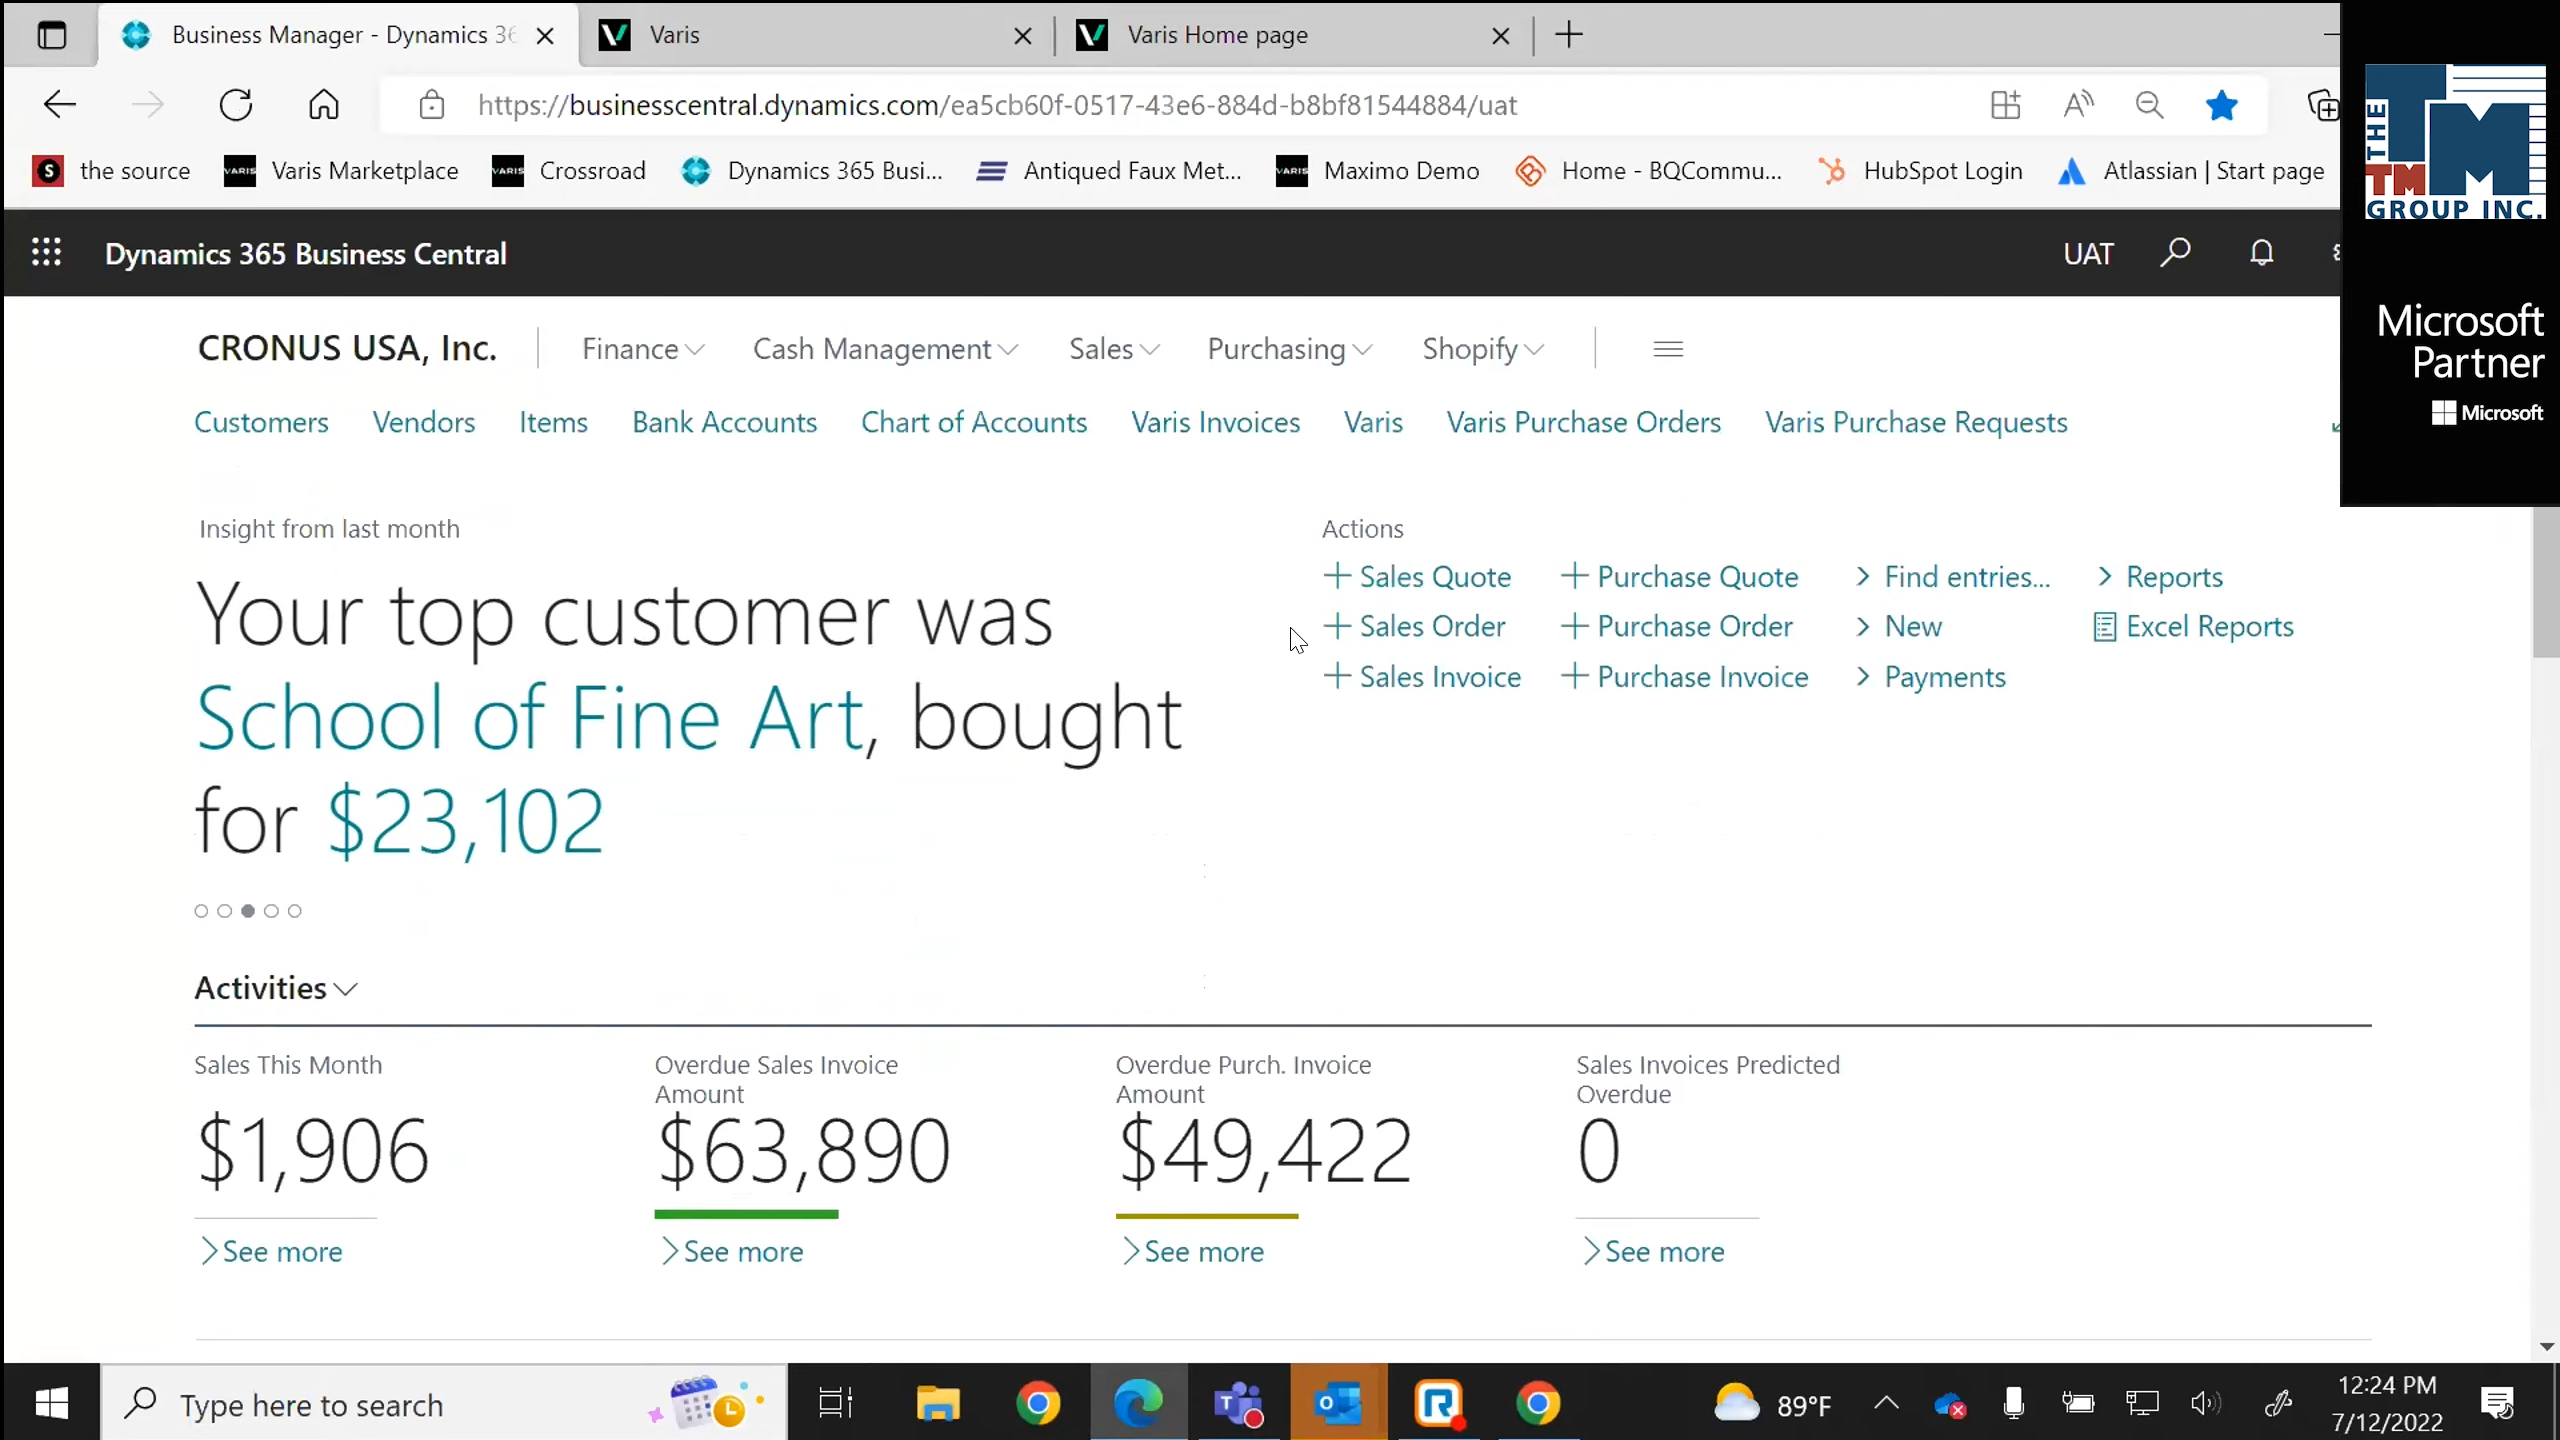 Business Manager - Dynamics 36
Varis
Varis Home page
https://businesscentral.dynamics.com/ea5cb60f-0517-43e6-884d-b8bf81544884/uat
the source
Varis Marketplace
Crossroad
Dynamics 365 Busi...
Antiqued Faux Met...
Maximo Demo
Home - BQCommu...
HubSpot Login
Atlassian | Start page
THE TM TM GROUP INC.
Microsoft
Partner
Microsoft
Dynamics 365 Business Central
UAT
CRONUS USA, Inc.
Finance
Cash Management
Sales
Purchasing
Shopify
Customers
Vendors
Items
Bank Accounts
Chart of Accounts
Varis Invoices
Varis
Varis Purchase Orders
Varis Purchase Requests
Insight from last month
Your top customer was
School of Fine Art, bought
for $23,102
Actions
+ Sales Quote
+ Purchase Quote
> Find entries...
> Reports
+ Sales Order
+ Purchase Order
> New
Excel Reports
+ Sales Invoice
+ Purchase Invoice
> Payments
Activities
Sales This Month
$1,906
>See more
Overdue Sales Invoice
Amount
$63,890
>See more
Overdue Purch. Invoice
Amount
$49,422
>See more
Sales Invoices Predicted
Overdue
0
>See more
Type here to search
89°F
12:24 PM
7/12/2022